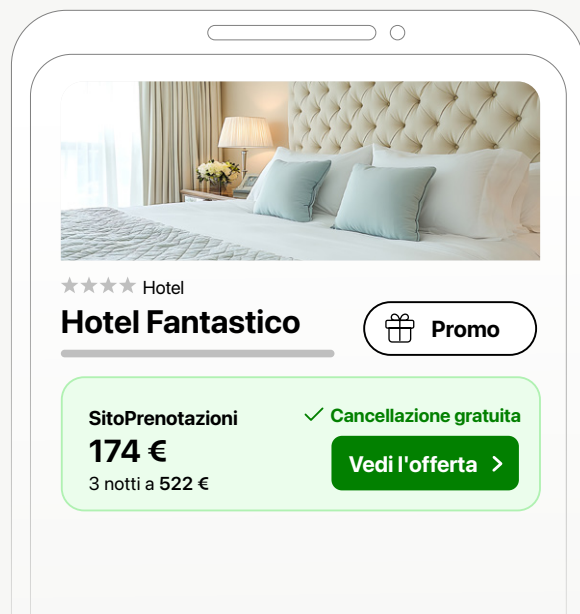 Hotel
Hotel Fantastico
Promo
SitoPrenotazioni
Cancellazione gratuita
174 €
Vedi l'offerta
3 notti a 522 €